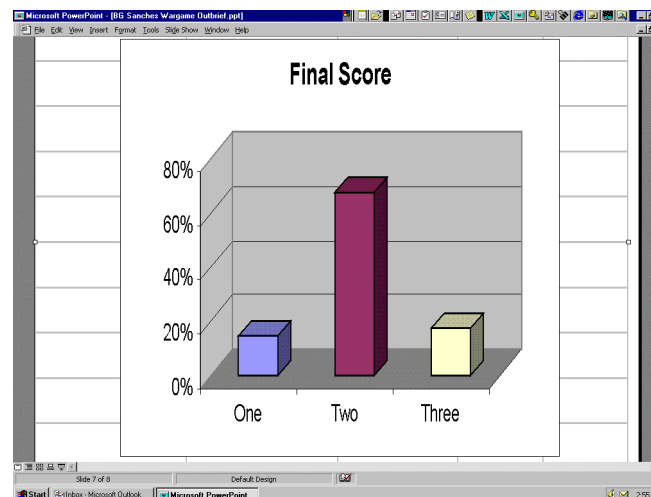 Microsoft PowerPoint - [BG Sanches Wargame Outbrief.ppt]
File Edit View Insert Format Tools Slide Show Window Help
Final Score
80%
60%
40%
20%
0%
One Two Three
Slide 7 of 8 Default Design
Start Inbox - Microsoft Outlook Microsoft PowerPoint 2:55